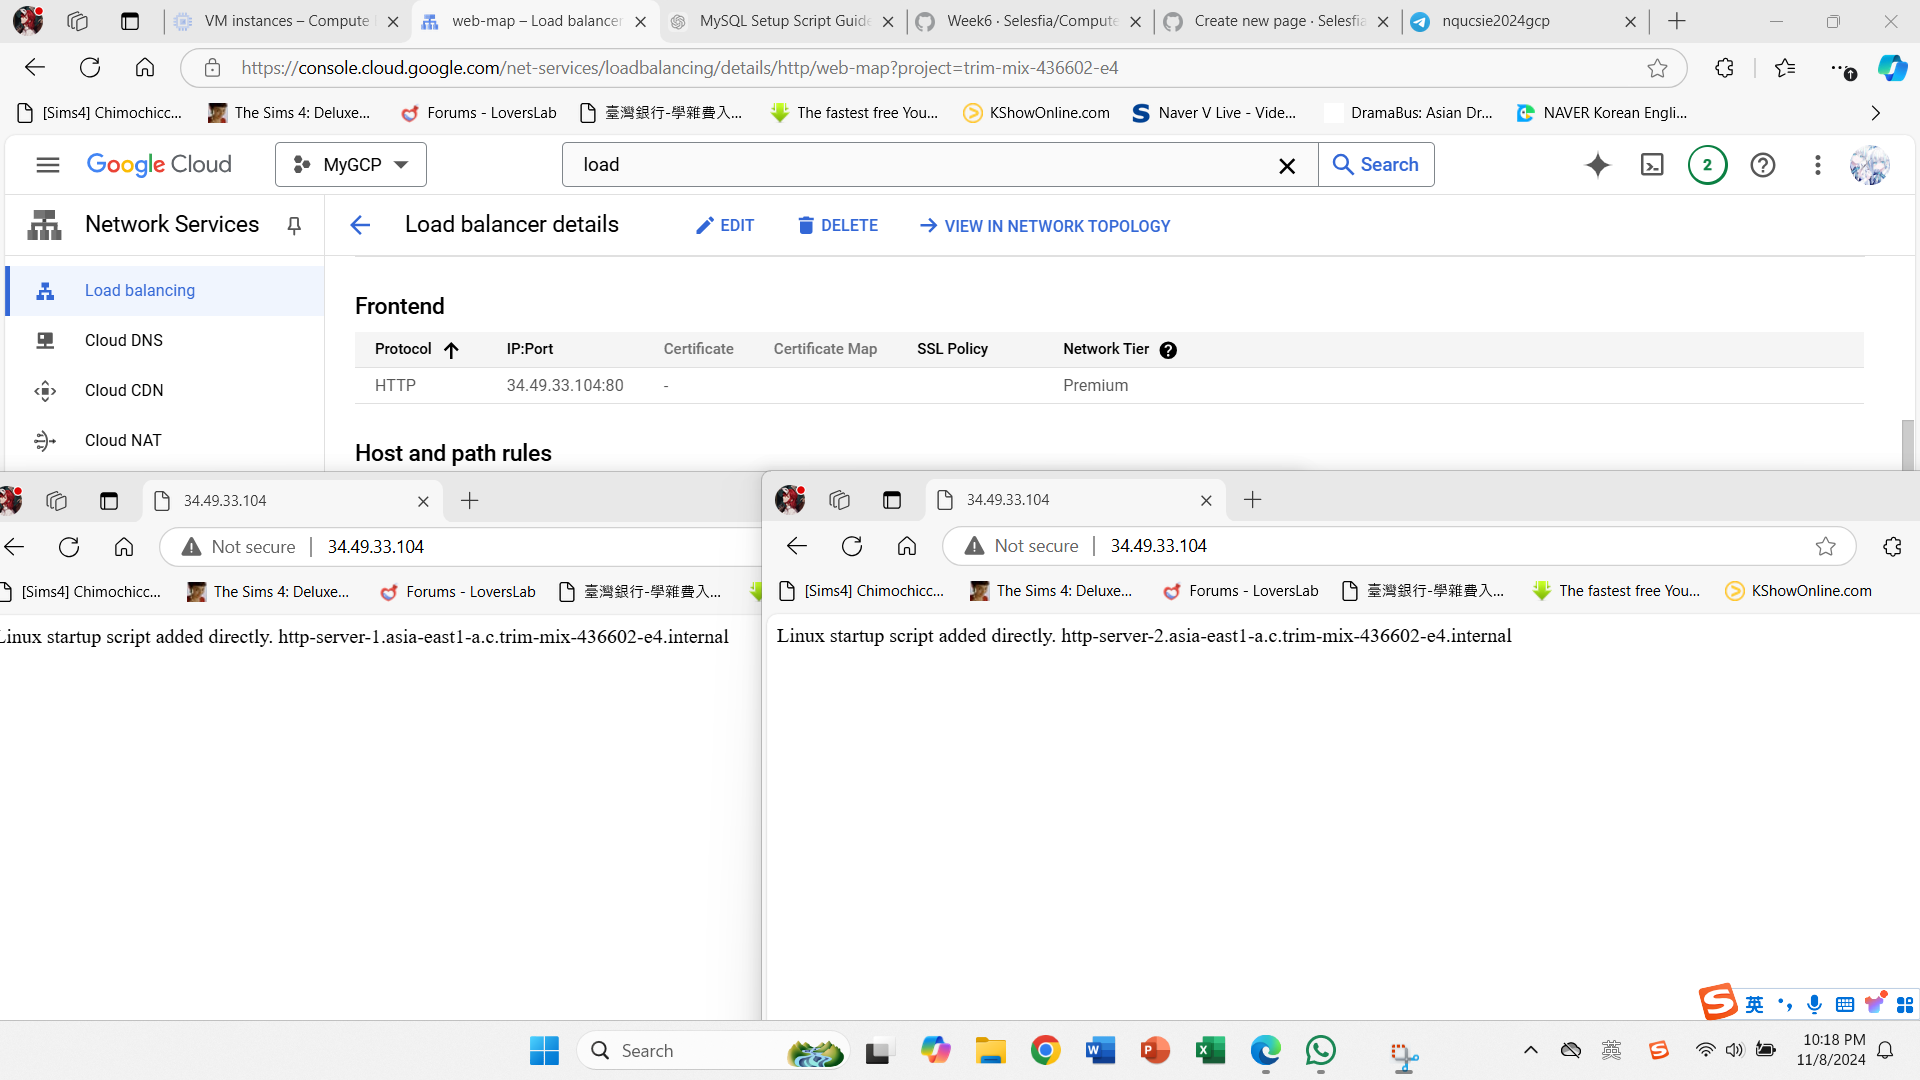 VM instances – Compute
web-map – Load balancer
MySQL Setup Script Guide
Week6 · Selesfia/Compute
Create new page · Selesfia
nqucsie2024gcp
https://console.cloud.google.com/net-services/loadbalancing/details/http/web-map?project=trim-mix-436602-e4
[Sims4] Chimochicc...
The Sims 4: Deluxe...
Forums - LoversLab
臺灣銀行-學雜費入...
The fastest free You...
KShowOnline.com
Naver V Live - Vide...
DramaBus: Asian Dr...
NAVER Korean Engli...
Google Cloud
MyGCP
load
Search
2
Network Services
Load balancer details
EDIT
DELETE
VIEW IN NETWORK TOPOLOGY
Load balancing
Cloud DNS
Cloud CDN
Cloud NAT
Frontend
Protocol IP:Port Certificate Certificate Map SSL Policy Network Tier
HTTP 34.49.33.104:80 - Premium
Host and path rules
34.49.33.104
Not secure 34.49.33.104
[Sims4] Chimochicc...
The Sims 4: Deluxe...
Forums - LoversLab
臺灣銀行-學雜費入...
Linux startup script added directly. http-server-1.asia-east1-a.c.trim-mix-436602-e4.internal
34.49.33.104
Not secure 34.49.33.104
[Sims4] Chimochicc...
The Sims 4: Deluxe...
Forums - LoversLab
臺灣銀行-學雜費入...
The fastest free You...
KShowOnline.com
Linux startup script added directly. http-server-2.asia-east1-a.c.trim-mix-436602-e4.internal
英
Search
英
10:18 PM
11/8/2024